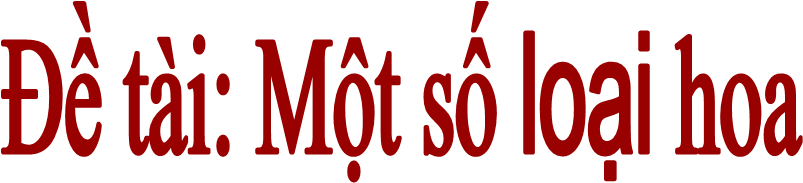 Đề tài: Một số loại hoa